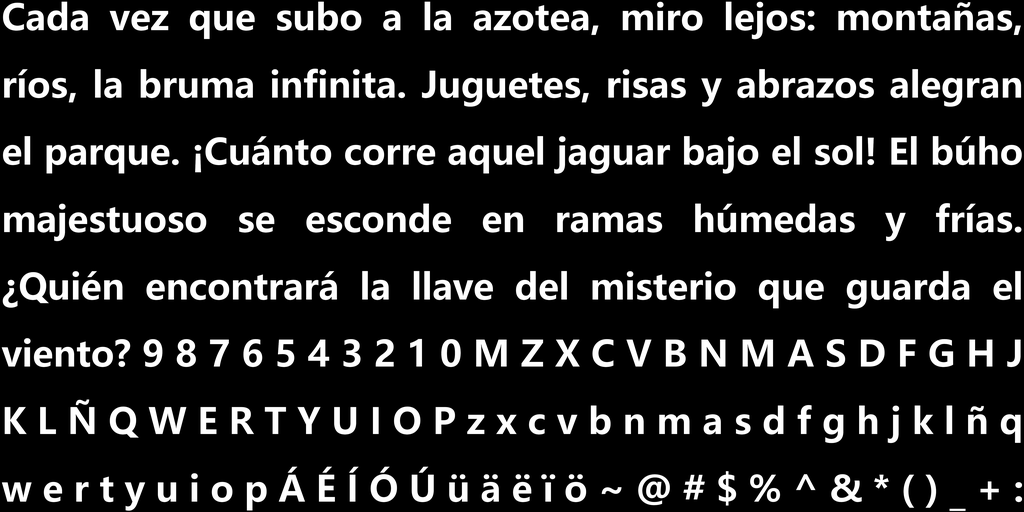 Cada vez que subo a la azotea, miro lejos: montañas,
ríos, la bruma infinita. Juguetes, risas y abrazos alegran
el parque. ¡Cuánto corre aquel jaguar bajo el sol! El búho
majestuoso se esconde en ramas húmedas y frías.
¿Quién encontrará la llave del misterio que guarda el
viento? 9 8 7 6 5 4 3 2 1 0 M Z X C V B N M A S D F G H J
K L Ñ Q W E R T Y U I O P z x c v b n m a s d f g h j k l ñ q
w e r t y u i o p Á É Í Ó Ú ü ä ë ï ö ~ @ # $ % ^ & * ( ) _ + :